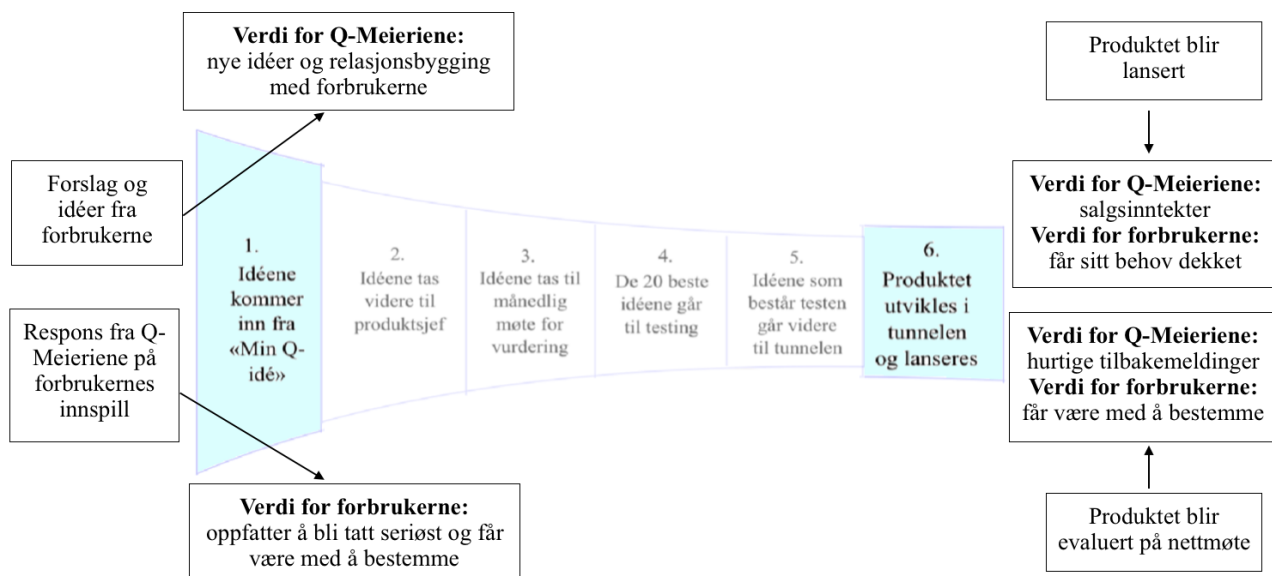 Verdi for Q-Meieriene:
nye idéer og relasjonsbygging
med forbrukerne
Forslag og
idéer fra
forbrukerne
Respons fra Q-
Meieriene på
forbrukernes
innspill
Verdi for forbrukerne:
oppfatter å bli tatt seriøst og får
være med å bestemme
1.
Idéene
kommer
inn fra
«Min Q-
idé»
2.
Idéene tas
videre til
produktsjef
3.
Idéene tas til
månedlig
møte for
vurdering
4.
De 20 beste
idéene går
til testing
5.
Idéene som
består testen
går videre
til tunnelen
6.
Produktet
utvikles i
tunnelen
og lanseres
Produktet blir
lansert
Verdi for Q-Meieriene:
salgsinntekter
Verdi for forbrukerne:
får sitt behov dekket
Verdi for Q-Meieriene:
hurtige tilbakemeldinger
Verdi for forbrukerne:
får være med å bestemme
Produktet blir
evaluert på nettmøte